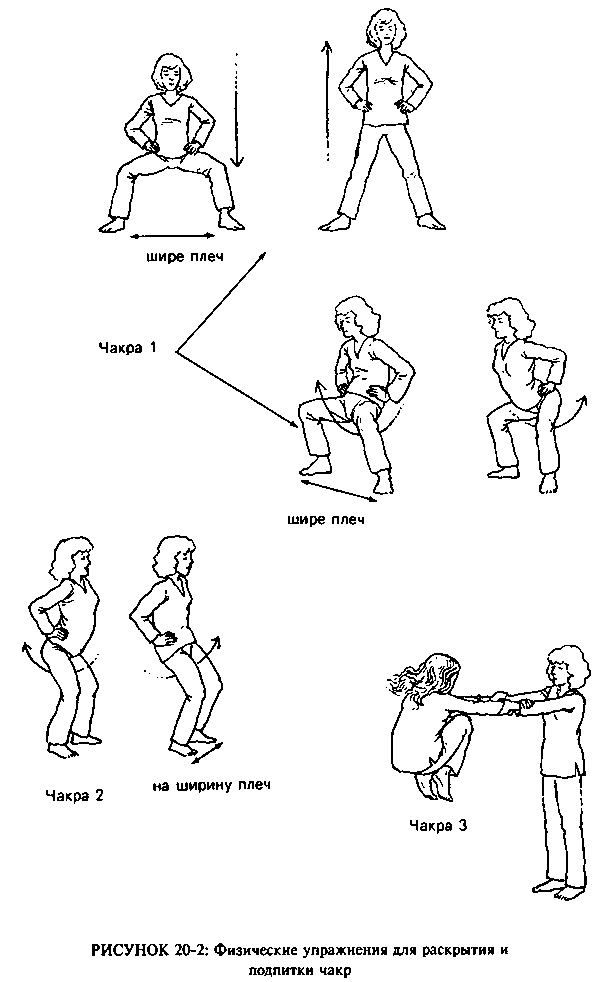 шире плеч
Чакра 1
шире плеч
Чакра 2
на ширину плеч
Чакра 3
РИСУНОК 20-2: Физические упражнения для раскрытия и
подпитки чакр